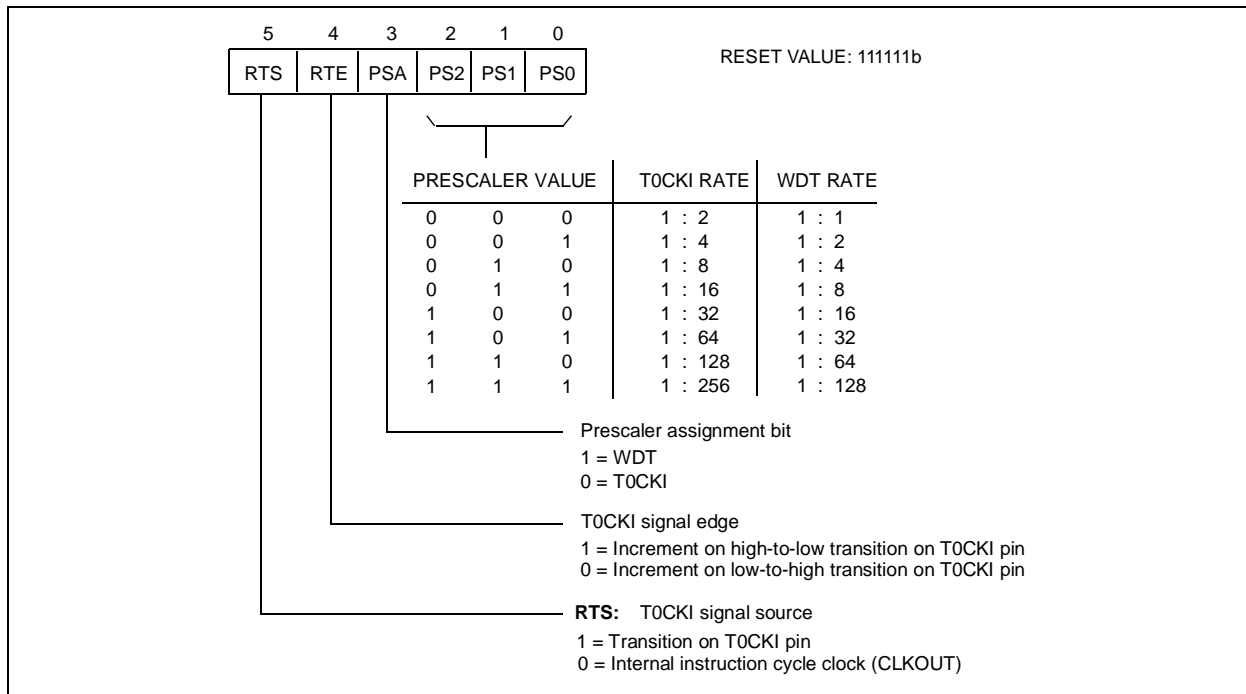 5 4 3 2 1 0
RESET VALUE: 111111b
RTS RTE PSA PS2 PS1 PS0
PRESCALER VALUE T0CKI RATE WDT RATE
0 0 0 1 : 2 1 : 1
0 0 1 1 : 4 1 : 2
0 1 0 1 : 8 1 : 4
0 1 1 1 : 16 1 : 8
1 0 0 1 : 32 1 : 16
1 0 1 1 : 64 1 : 32
1 1 0 1 : 128 1 : 64
1 1 1 1 : 256 1 : 128
Prescaler assignment bit
1 = WDT
0 = T0CKI
T0CKI signal edge
1 = Increment on high-to-low transition on T0CKI pin
0 = Increment on low-to-high transition on T0CKI pin
RTS: T0CKI signal source
1 = Transition on T0CKI pin
0 = Internal instruction cycle clock (CLKOUT)